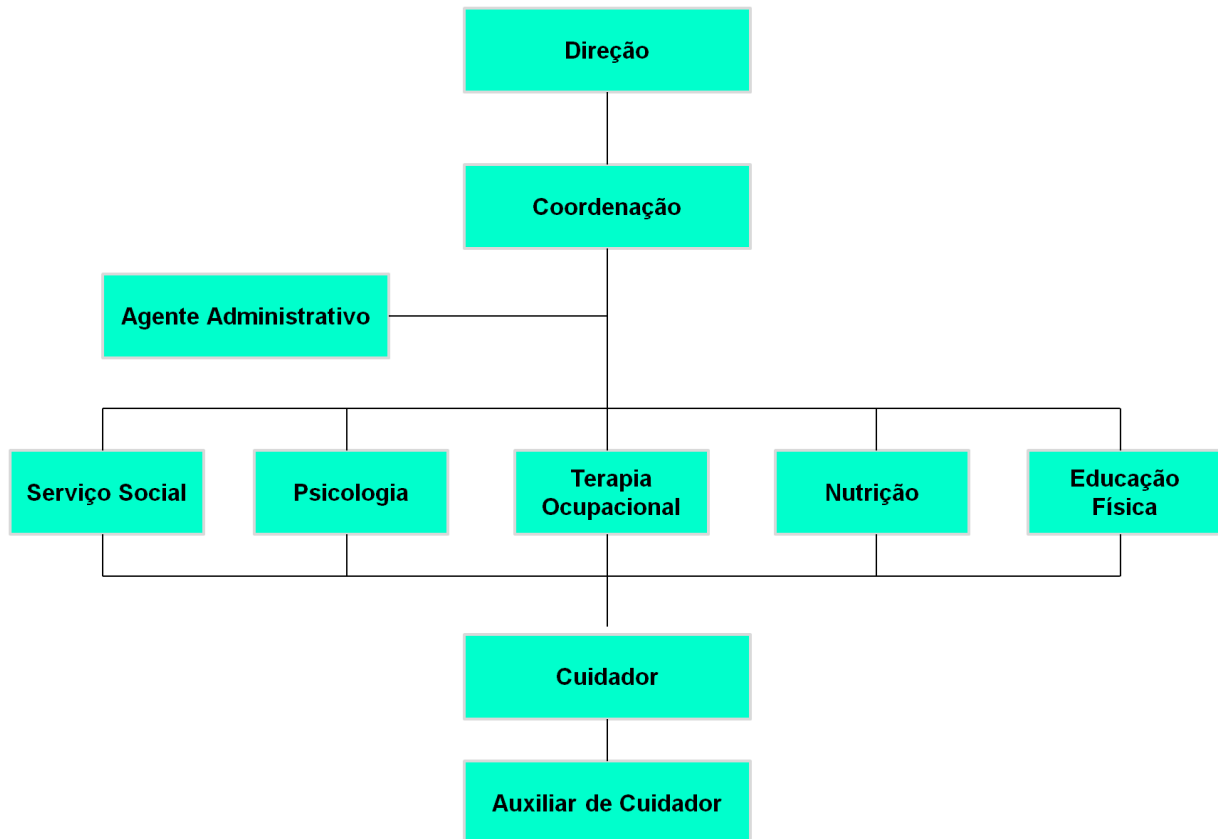 Direção
Coordenação
Agente Administrativo
Serviço Social
Psicologia
Terapia
Ocupacional
Nutrição
Educação
Física
Cuidador
Auxiliar de Cuidador